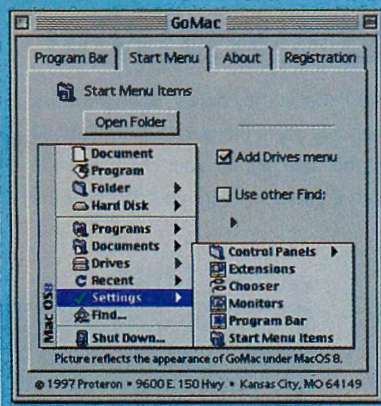 GoMac
Program Bar Start Menu About Registration
Start Menu Items
Open Folder
Document
Program
Folder
Hard Disk
Programs
Documents
Drives
Recent
Settings
Find...
Shut Down...
Mac OS8
Add Drives menu
Use other Find:
Control Panels
Extensions
Chooser
Monitors
Program Bar
Start Menu Items
Picture reflects the appearance of GoMac under MacOS 8.
© 1997 Proteron • 9600 E. 150 Hwy • Kansas City, MO 64149